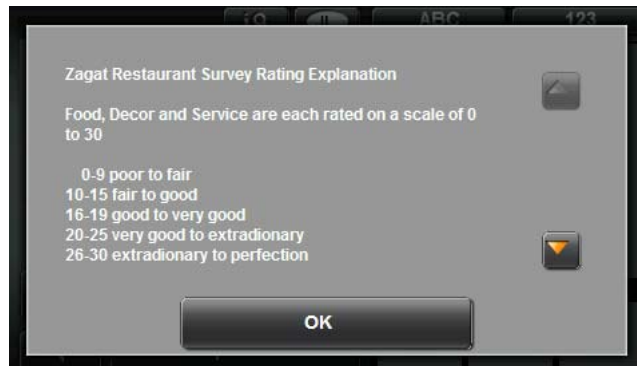 ABC 123
Zagat Restaurant Survey Rating Explanation
Food, Decor and Service are each rated on a scale of 0
to 30
0-9 poor to fair
10-15 fair to good
16-19 good to very good
20-25 very good to extradionary
26-30 extradionary to perfection
OK